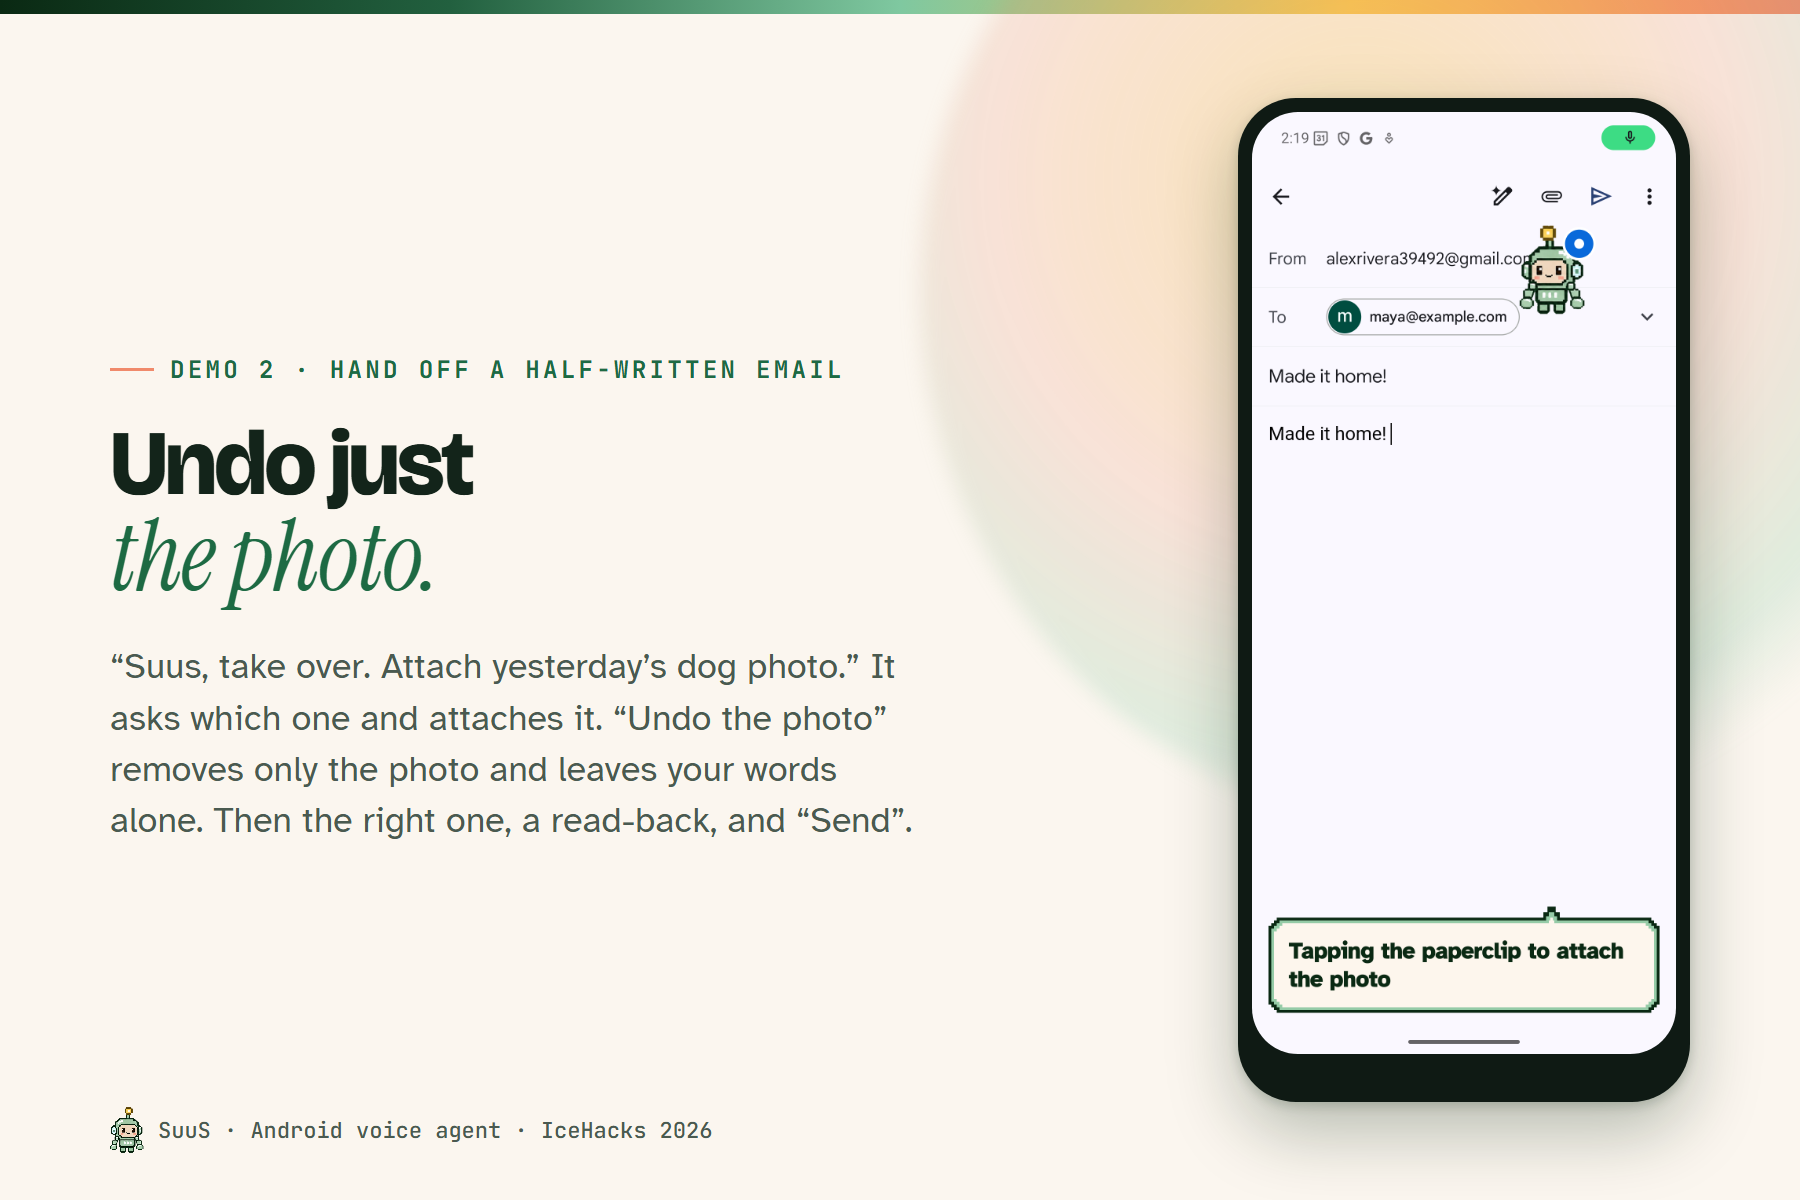 DEMO 2 · HAND OFF A HALF-WRITTEN EMAIL
Undo just
the photo.
“Suus, take over. Attach yesterday’s dog photo.” It
asks which one and attaches it. “Undo the photo”
removes only the photo and leaves your words
alone. Then the right one, a read-back, and “Send”.
SuuS · Android voice agent · IceHacks 2026
2:19 31 G
From alexrivera39492@gmail.com
To m maya@example.com
Made it home!
Made it home!
Tapping the paperclip to attach
the photo